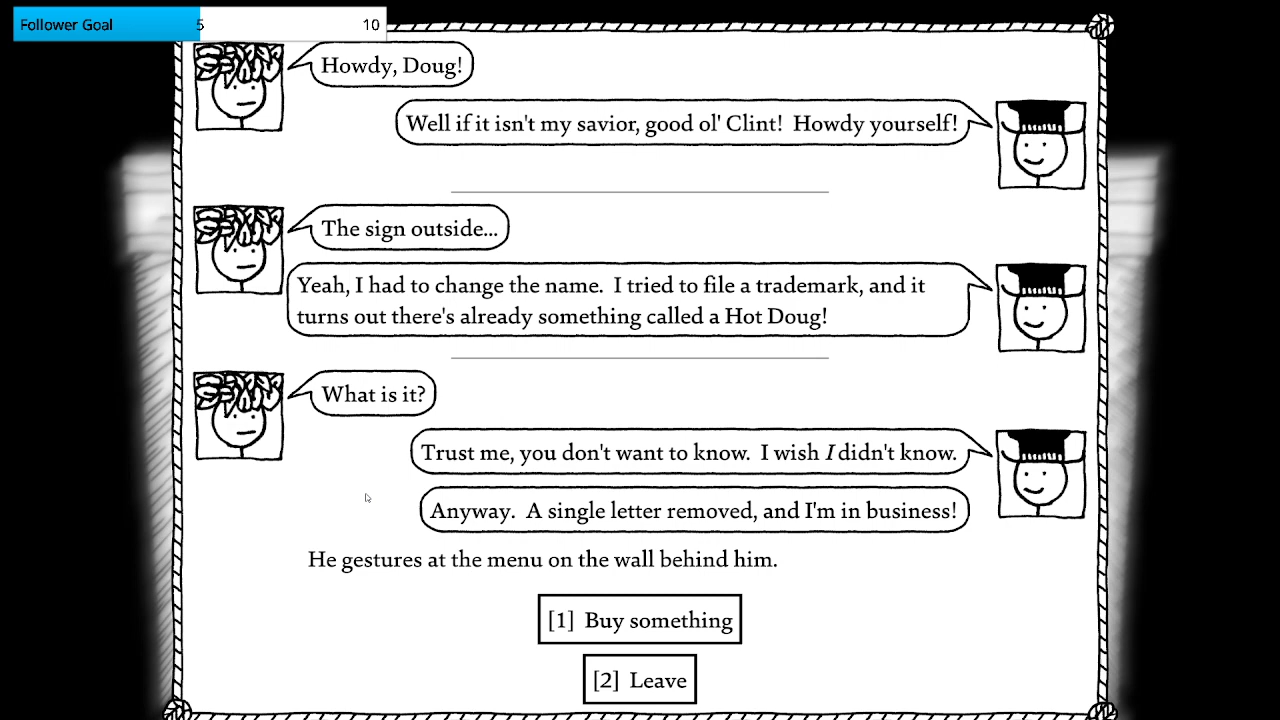 Follower Goal 5 10
Howdy, Doug!
Well if it isn't my savior, good ol' Clint! Howdy yourself!
The sign outside...
Yeah, I had to change the name. I tried to file a trademark, and it
turns out there's already something called a Hot Doug!
What is it?
Trust me, you don't want to know. I wish I didn't know.
Anyway. A single letter removed, and I'm in business!
He gestures at the menu on the wall behind him.
[1] Buy something
[2] Leave